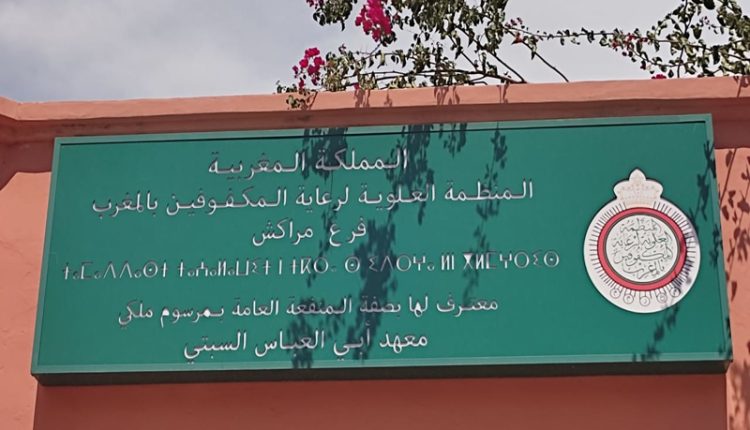 المملكة المغربية
المنظمة العلوية لرعاية المكفوفين بالمغرب
فرع مراكش
معترف لها بصفة المنفعة العامة بمرسوم ملكي
معهد أبي العباس السبتي